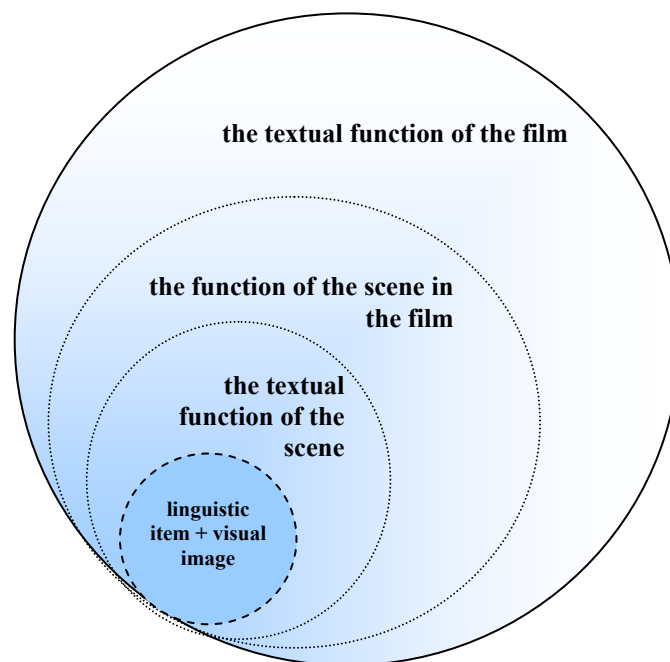 the textual function of the film
the function of the scene in
the film
the textual
function of the
scene
linguistic
item + visual
image